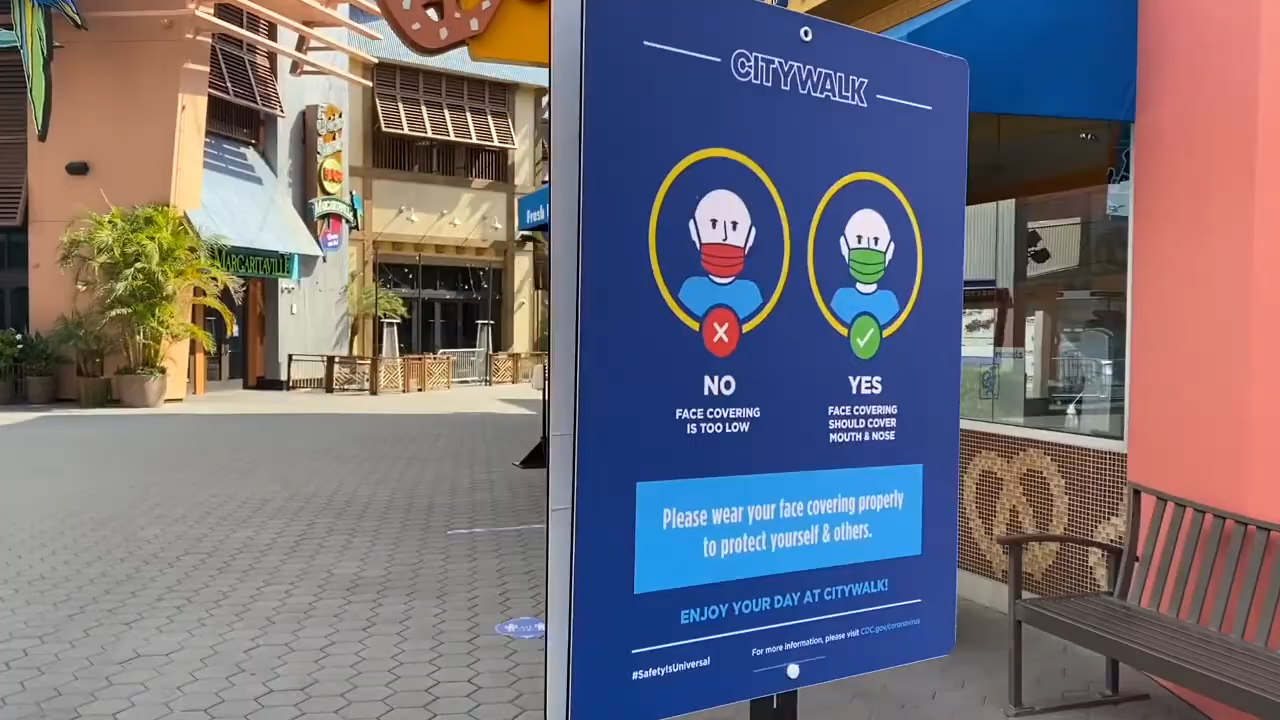 CITYWALK
NO
FACE COVERING
IS TOO LOW
YES
FACE COVERING
SHOULD COVER
MOUTH & NOSE
Please wear your face covering properly
to protect yourself & others.
ENJOY YOUR DAY AT CITYWALK!
#SafetyIsUniversal
For more information, please visit CDC.gov/coronavirus
MARGARITAVILLE
Fresh